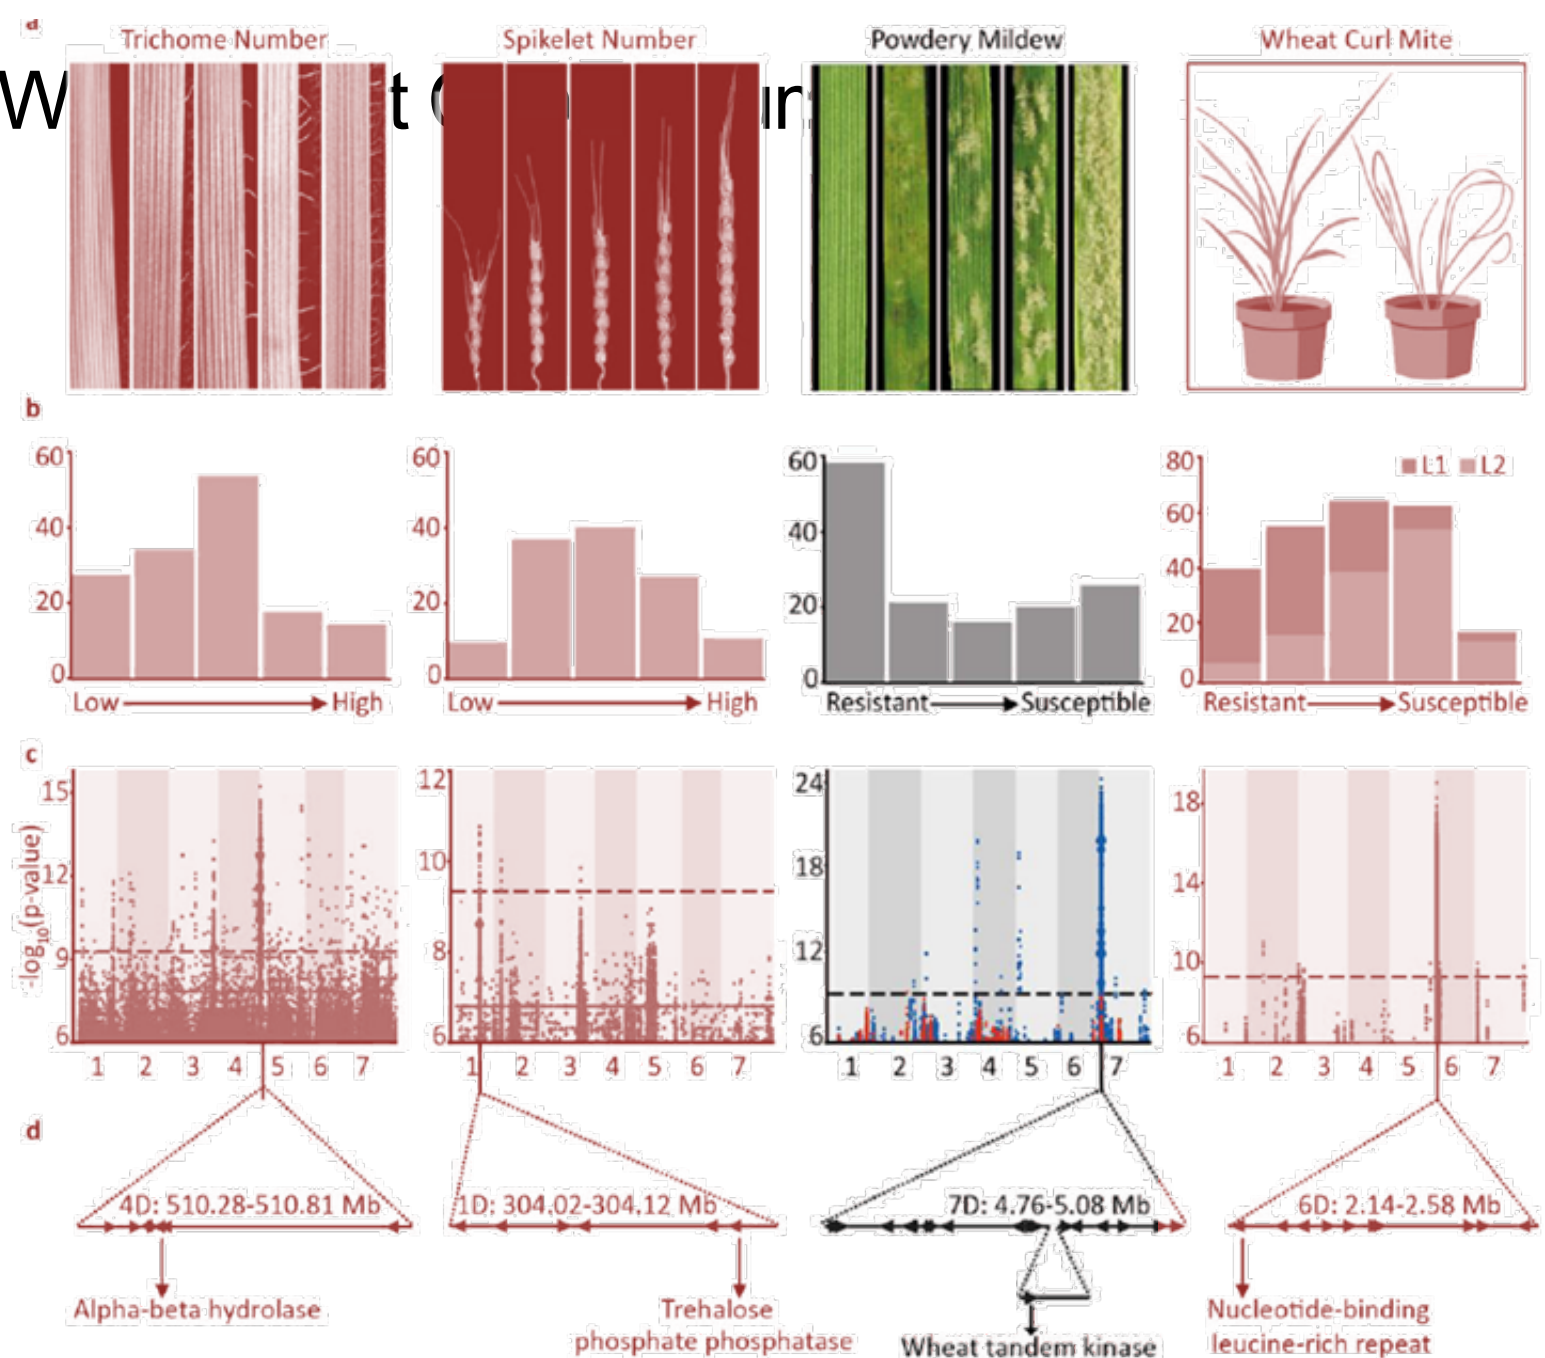 a
Trichome Number
Spikelet Number
Powdery Mildew
Wheat Curl Mite
b
60
40
20
0
Low
High
60
40
20
0
Low
High
60
40
20
0
Resistant
Susceptible
80
60
40
20
0
L1 L2
Resistant
Susceptible
c
-log10(p-value)
15
12
9
6
1 2 3 4 5 6 7
12
10
8
6
1 2 3 4 5 6 7
24
18
12
6
1 2 3 4 5 6 7
18
14
10
6
1 2 3 4 5 6 7
d
4D: 510.28-510.81 Mb
1D: 304.02-304.12 Mb
7D: 4.76-5.08 Mb
6D: 2.14-2.58 Mb
Alpha-beta hydrolase
Trehalose
phosphate phosphatase
Wheat tandem kinase
Nucleotide-binding
leucine-rich repeat